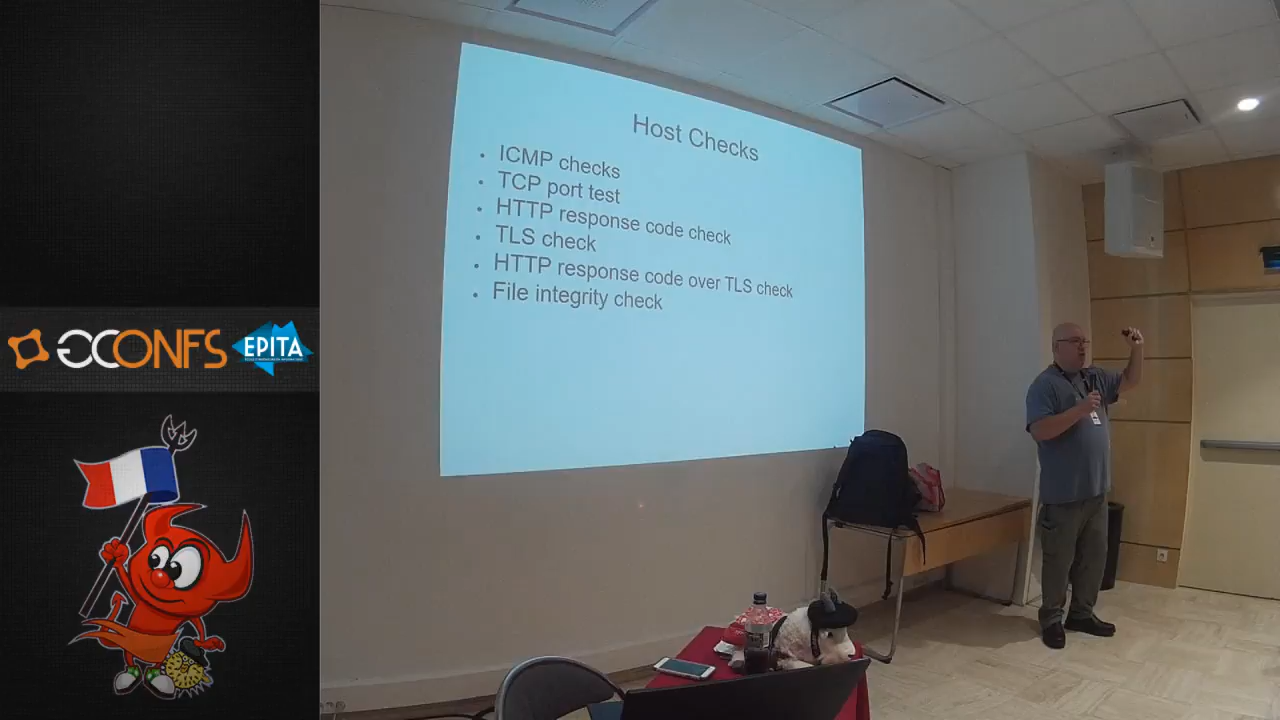 Host Checks
• ICMP checks
• TCP port test
• HTTP response code check
• TLS check
• HTTP response code over TLS check
• File integrity check
GCONFS
EPITA